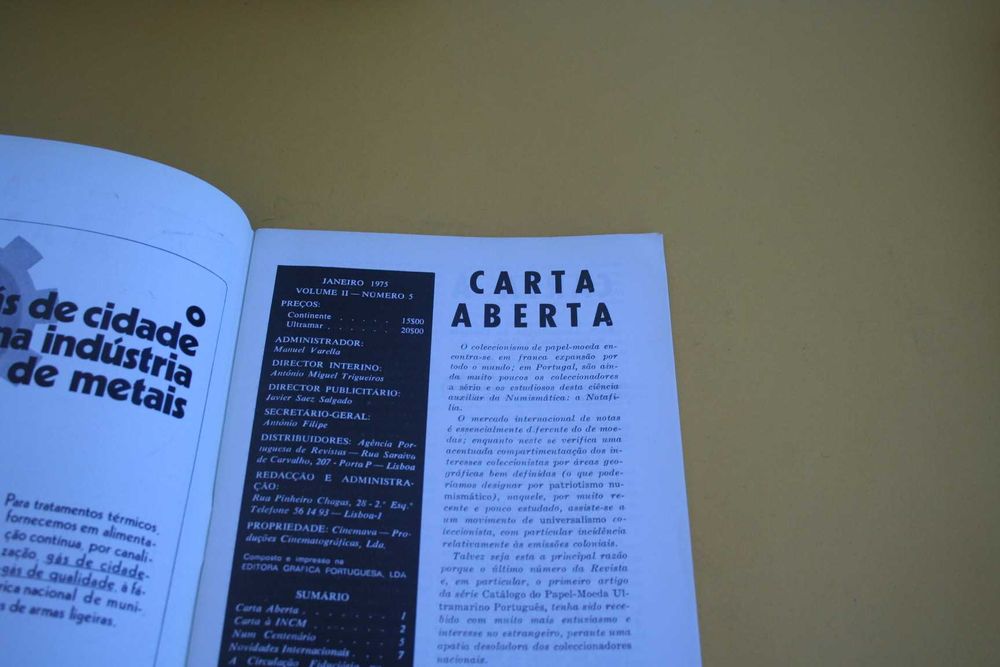 o
ás de cidade
na indústria
de metais
Para tratamentos térmicos
fornecemos em alimenta-
ção contínua, por canali-
zação, gás de cidade-
gás de qualidade, à fá-
rica nacional de muni-
s de armas ligeiras.
JANEIRO 1975
VOLUME II — NÚMERO 5
PREÇOS:
Continente . . . . . . 15$00
Ultramar . . . . . . . 20$00
ADMINISTRADOR:
Manuel Varella
DIRECTOR INTERINO:
António Miguel Trigueiros
DIRECTOR PUBLICITÁRIO:
Javier Saez Salgado
SECRETÁRIO-GERAL:
António Filipe
DISTRIBUIDORES: Agência Por-
tuguesa de Revistas — Rua Saraiva
de Carvalho, 207 - Porta P — Lisboa
REDACÇÃO E ADMINISTRA-
ÇÃO:
Rua Pinheiro Chagas, 28 - 2.º Esq.º
Telefone 56 14 93 — Lisboa-1
PROPRIEDADE: Cinemava — Pro-
duções Cinematográficas, Lda.
Composto e impresso na
EDITORA GRÁFICA PORTUGUESA, LDA
SUMÁRIO
Carta Aberta . . . . . . . 1
Carta à INCM . . . . . . 2
Num Centenário . . . . . 5
Novidades Internacionais . . 7
A Circulação Fiduciária
CARTA
ABERTA
O coleccionismo de papel-moeda en-
contra-se em franca expansão por
todo o mundo; em Portugal, são ain-
da muito poucos os coleccionadores
a sério e os estudiosos desta ciência
auxiliar da Numismática: a Notafi-
lia.
O mercado internacional de notas
é essencialmente diferente do de moe-
das; enquanto neste se verifica uma
acentuada compartimentaação dos in-
teresses coleccionistas por áreas geo-
gráficas bem definidas (o que pode-
ríamos designar por patriotismo nu-
mismático), naquele, por muito re-
cente e pouco estudado, assiste-se a
um movimento de universalismo co-
leccionista, com particular incidência
relativamente às emissões coloniais.
Talvez seja esta a principal razão
porque o último número da Revista
e, em particular, o primeiro artigo
da série Catálogo do Papel-Moeda Ul-
tramarino Português, tenha sido rece-
bido com muito mais entusiasmo e
interesse no estrangeiro, perante uma
apatia desoladora dos coleccionadores
nacionais.